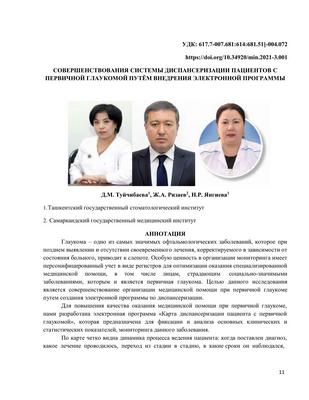 УДК: 617.7-007.681:614:681.51]-004.072
https://doi.org/10.34920/min.2021-3.001
СОВЕРШЕНСТВОВАНИЯ СИСТЕМЫ ДИСПАНСЕРИЗАЦИИ ПАЦИЕНТОВ С
ПЕРВИЧНОЙ ГЛАУКОМОЙ ПУТЁМ ВНЕДРЕНИЯ ЭЛЕКТРОННОЙ ПРОГРАММЫ
Д.М. Туйчибаева¹, Ж.А. Ризаев², Н.Р. Янгиева¹
1.Ташкентский государственный стоматологический институт
2. Самаркандский государственный медицинский институт
АННОТАЦИЯ
Глаукома – одно из самых значимых офтальмологических заболеваний, которое при
позднем выявлении и отсутствии своевременного лечения, корректируемого в зависимости от
состояния больного, приводит к слепоте. Особую ценность в организации мониторинга имеет
персонифицированный учет в виде регистров для оптимизации оказания специализированной
медицинской помощи, в том числе лицам, страдающим социально-значимыми
заболеваниями, которым и является первичная глаукома. Целью данного исследования
является совершенствование организации медицинской помощи при первичной глаукоме
путем создания электронной программы по диспансеризации.
Для повышения качества оказания медицинской помощи при первичной глаукоме,
нами разработана электронная программа «Карта диспансеризации пациента с первичной
глаукомой», которая предназначена для фиксации и анализа основных клинических и
статистических показателей, мониторинга данного заболевания.
По карте четко видна динамика процесса ведения пациента: когда поставлен диагноз,
какое лечение проводилось, переход из стадии в стадию, в какие сроки он наблюдался,
11